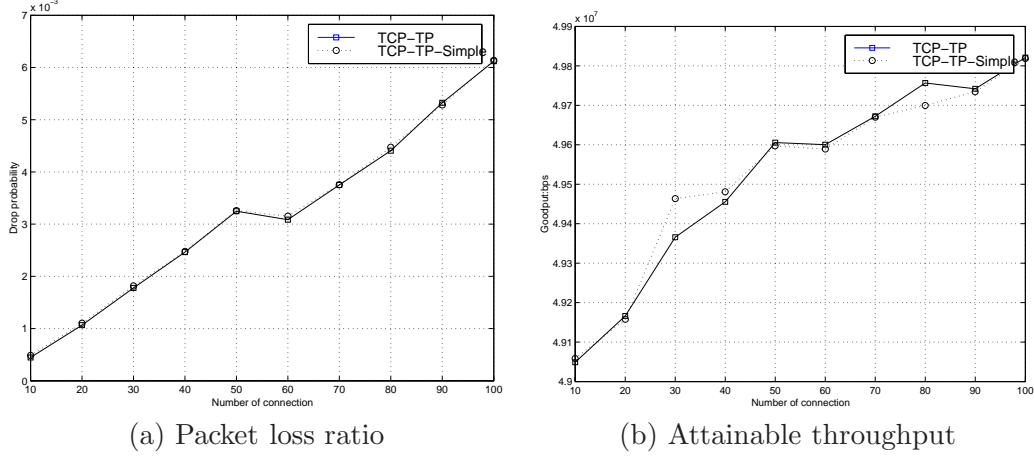 x 10⁻³
7
6
5
4
3
2
1
0
Drop probability
TCP-TP
TCP-TP-Simple
10 20 30 40 50 60 70 80 90 100
Number of connection
(a) Packet loss ratio
x 10⁷
4.99
4.98
4.97
4.96
4.95
4.94
4.93
4.92
4.91
4.9
Goodput:bps
TCP-TP
TCP-TP-Simple
10 20 30 40 50 60 70 80 90 100
Number of connection
(b) Attainable throughput